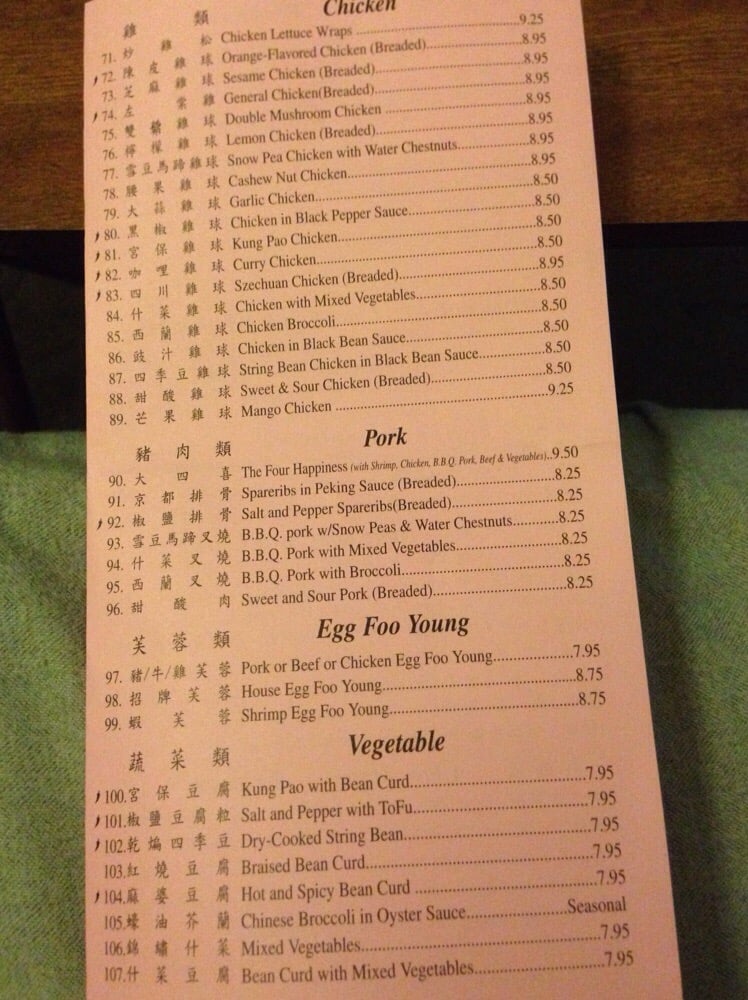 雞 類 Chicken
71. 炒 雞 松 Chicken Lettuce Wraps ...9.25
72. 陳 皮 雞 球 Orange-Flavored Chicken (Breaded)...8.95
73. 芝 麻 雞 球 Sesame Chicken (Breaded)...8.95
74. 左 棠 雞 General Chicken(Breaded)...8.95
75. 雙 菇 雞 球 Double Mushroom Chicken ...8.95
76. 檸 檬 雞 球 Lemon Chicken (Breaded)...8.95
77. 雪豆馬蹄雞球 Snow Pea Chicken with Water Chestnuts...8.95
78. 腰 果 雞 球 Cashew Nut Chicken...8.95
79. 大 蒜 雞 球 Garlic Chicken...8.50
80. 黑 椒 雞 球 Chicken in Black Pepper Sauce...8.50
81. 宮 保 雞 球 Kung Pao Chicken...8.50
82. 咖 哩 雞 球 Curry Chicken...8.50
83. 四 川 雞 球 Szechuan Chicken (Breaded)...8.95
84. 什 菜 雞 球 Chicken with Mixed Vegetables...8.50
85. 西 蘭 雞 球 Chicken Broccoli...8.50
86. 豉 汁 雞 球 Chicken in Black Bean Sauce...8.50
87. 四 季 豆 雞 球 String Bean Chicken in Black Bean Sauce...8.50
88. 甜 酸 雞 球 Sweet & Sour Chicken (Breaded)...8.50
89. 芒 果 雞 球 Mango Chicken ...9.25
豬 肉 類 Pork
90. 大 四 喜 The Four Happiness (with Shrimp, Chicken, B.B.Q. Pork, Beef & Vegetables)..9.50
91. 京 都 排 骨 Spareribs in Peking Sauce (Breaded)...8.25
92. 椒 鹽 排 骨 Salt and Pepper Spareribs(Breaded)...8.25
93. 雪豆馬蹄叉燒 B.B.Q. pork w/Snow Peas & Water Chestnuts...8.25
94. 什 菜 叉 燒 B.B.Q. Pork with Mixed Vegetables...8.25
95. 西 蘭 叉 燒 B.B.Q. Pork with Broccoli...8.25
96. 甜 酸 肉 Sweet and Sour Pork (Breaded)...8.25
芙 蓉 類 Egg Foo Young
97. 豬/牛/雞 芙 蓉 Pork or Beef or Chicken Egg Foo Young...7.95
98. 招 牌 芙 蓉 House Egg Foo Young...8.75
99. 蝦 芙 蓉 Shrimp Egg Foo Young...8.75
蔬 菜 類 Vegetable
100. 宮 保 豆 腐 Kung Pao with Bean Curd...7.95
101. 椒 鹽 豆 腐 粒 Salt and Pepper with ToFu...7.95
102. 乾 煸 四 季 豆 Dry-Cooked String Bean...7.95
103. 紅 燒 豆 腐 Braised Bean Curd...7.95
104. 麻 婆 豆 腐 Hot and Spicy Bean Curd ...7.95
105. 蠔 油 芥 蘭 Chinese Broccoli in Oyster Sauce...Seasonal
106. 錦 繡 什 菜 Mixed Vegetables...7.95
107. 什 菜 豆 腐 Bean Curd with Mixed Vegetables...7.95